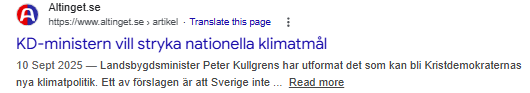 Altinget.se
https://www.altinget.se › artikel · Translate this page
KD-ministern vill stryka nationella klimatmål
10 Sept 2025 — Landsbygdsminister Peter Kullgrens har utformat det som kan bli Kristdemokraternas
nya klimatpolitik. Ett av förslagen är att Sverige inte ... Read more